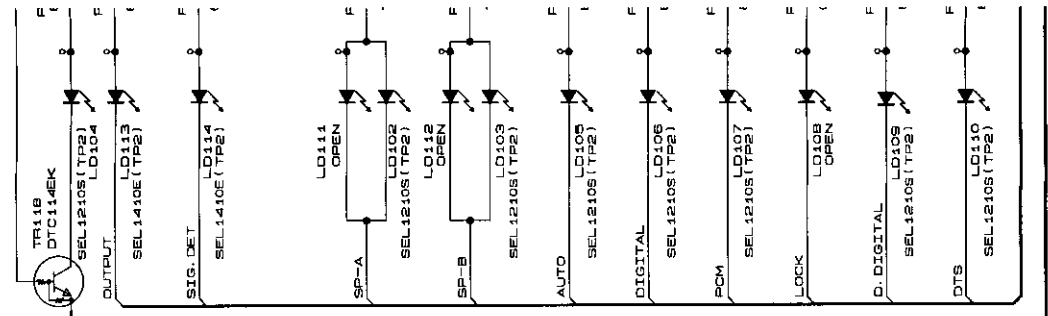 TR118
DTC114EK
SEL1210S(TP2)
LD104
OUTPUT
LD113
SEL1410E(TP2)
SIG.DET
LD114
SEL1410E(TP2)
LD111
OPEN
SP-A
LD102
SEL1210S(TP2)
LD112
OPEN
SP-B
LD103
SEL1210S(TP2)
AUTO
LD105
SEL1210S(TP2)
DIGITAL
LD106
SEL1210S(TP2)
PCM
LD107
SEL1210S(TP2)
LOCK
LD108
OPEN
D.DIGITAL
LD109
SEL1210S(TP2)
DTS
LD110
SEL1210S(TP2)